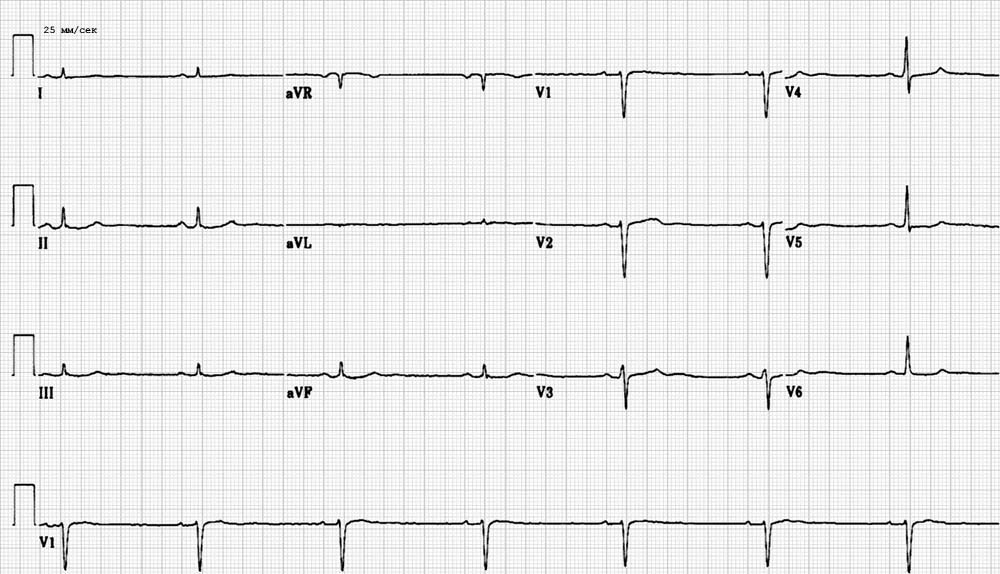 25 мм/сек
I aVR V1 V4
II aVL V2 V5
III aVF V3 V6
V1